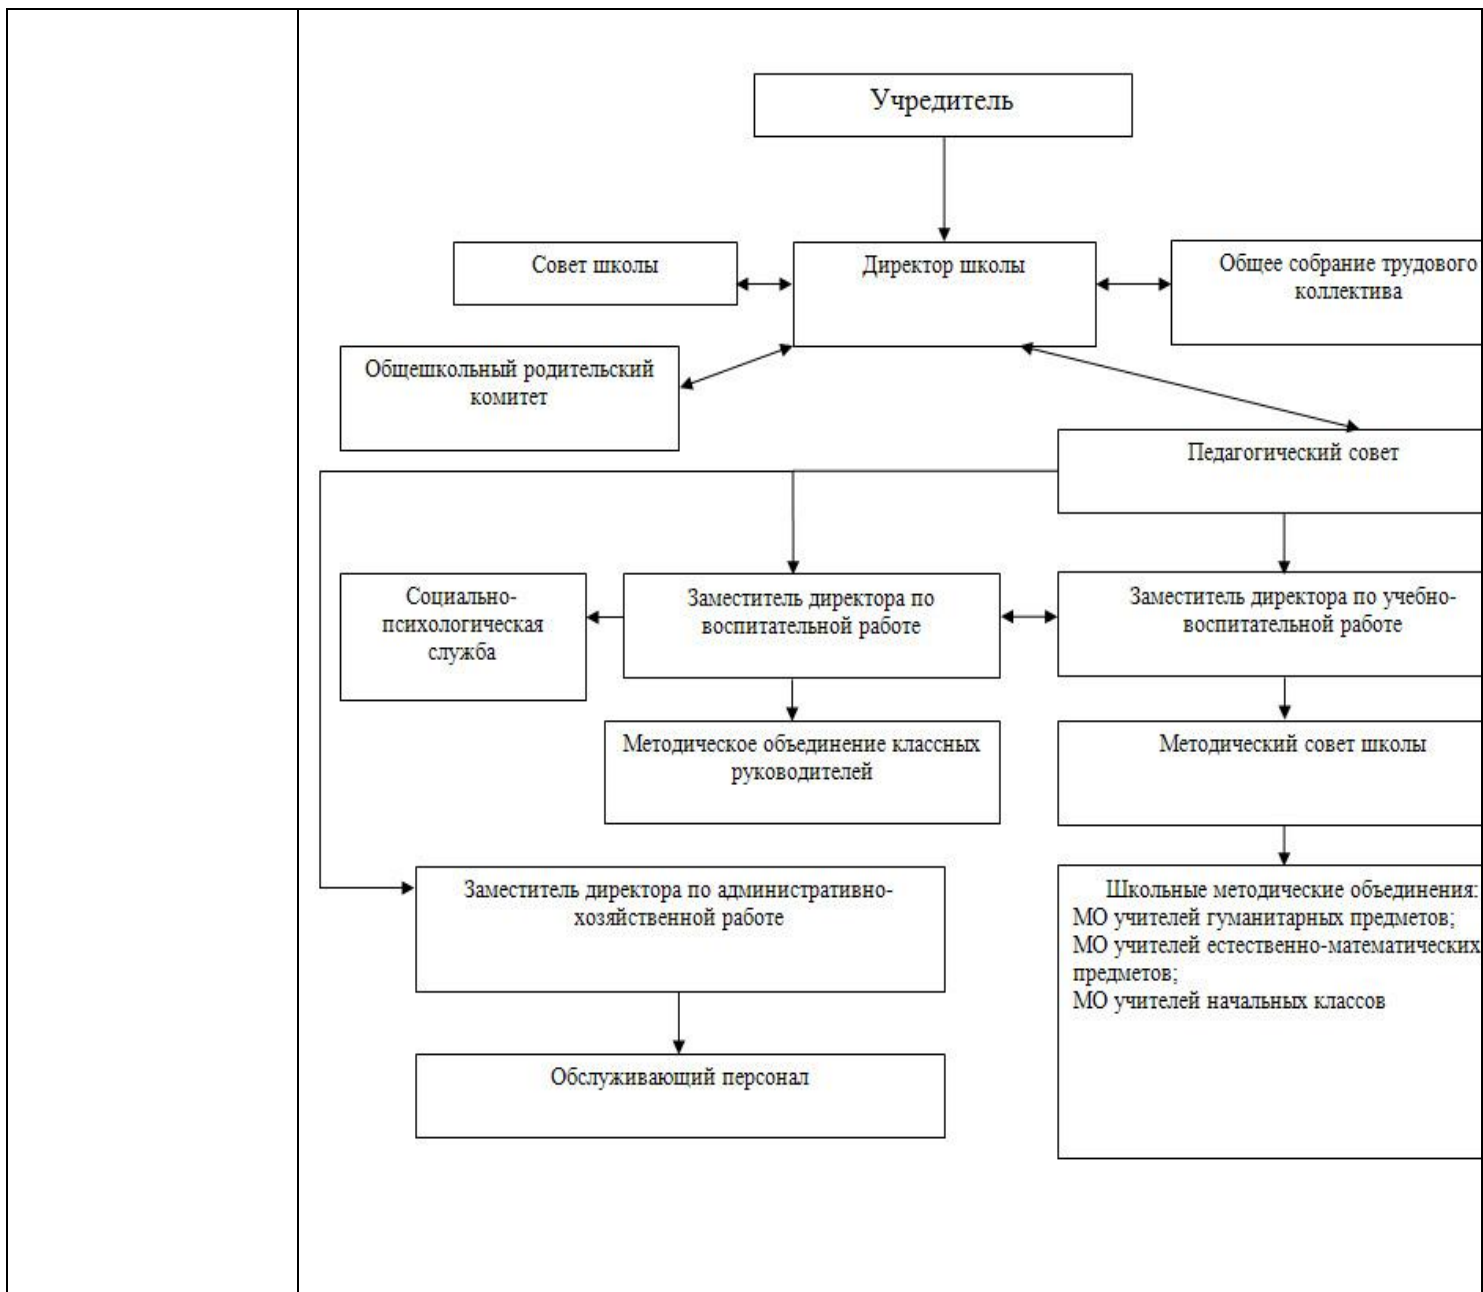 Учредитель
Совет школы
Директор школы
Общее собрание трудового
коллектива
Общешкольный родительский
комитет
Педагогический совет
Социально-
психологическая
служба
Заместитель директора по
воспитательной работе
Заместитель директора по учебно-
воспитательной работе
Методическое объединение классных
руководителей
Методический совет школы
Заместитель директора по административно-
хозяйственной работе
Школьные методические объединения:
МО учителей гуманитарных предметов;
МО учителей естественно-математических
предметов;
МО учителей начальных классов
Обслуживающий персонал